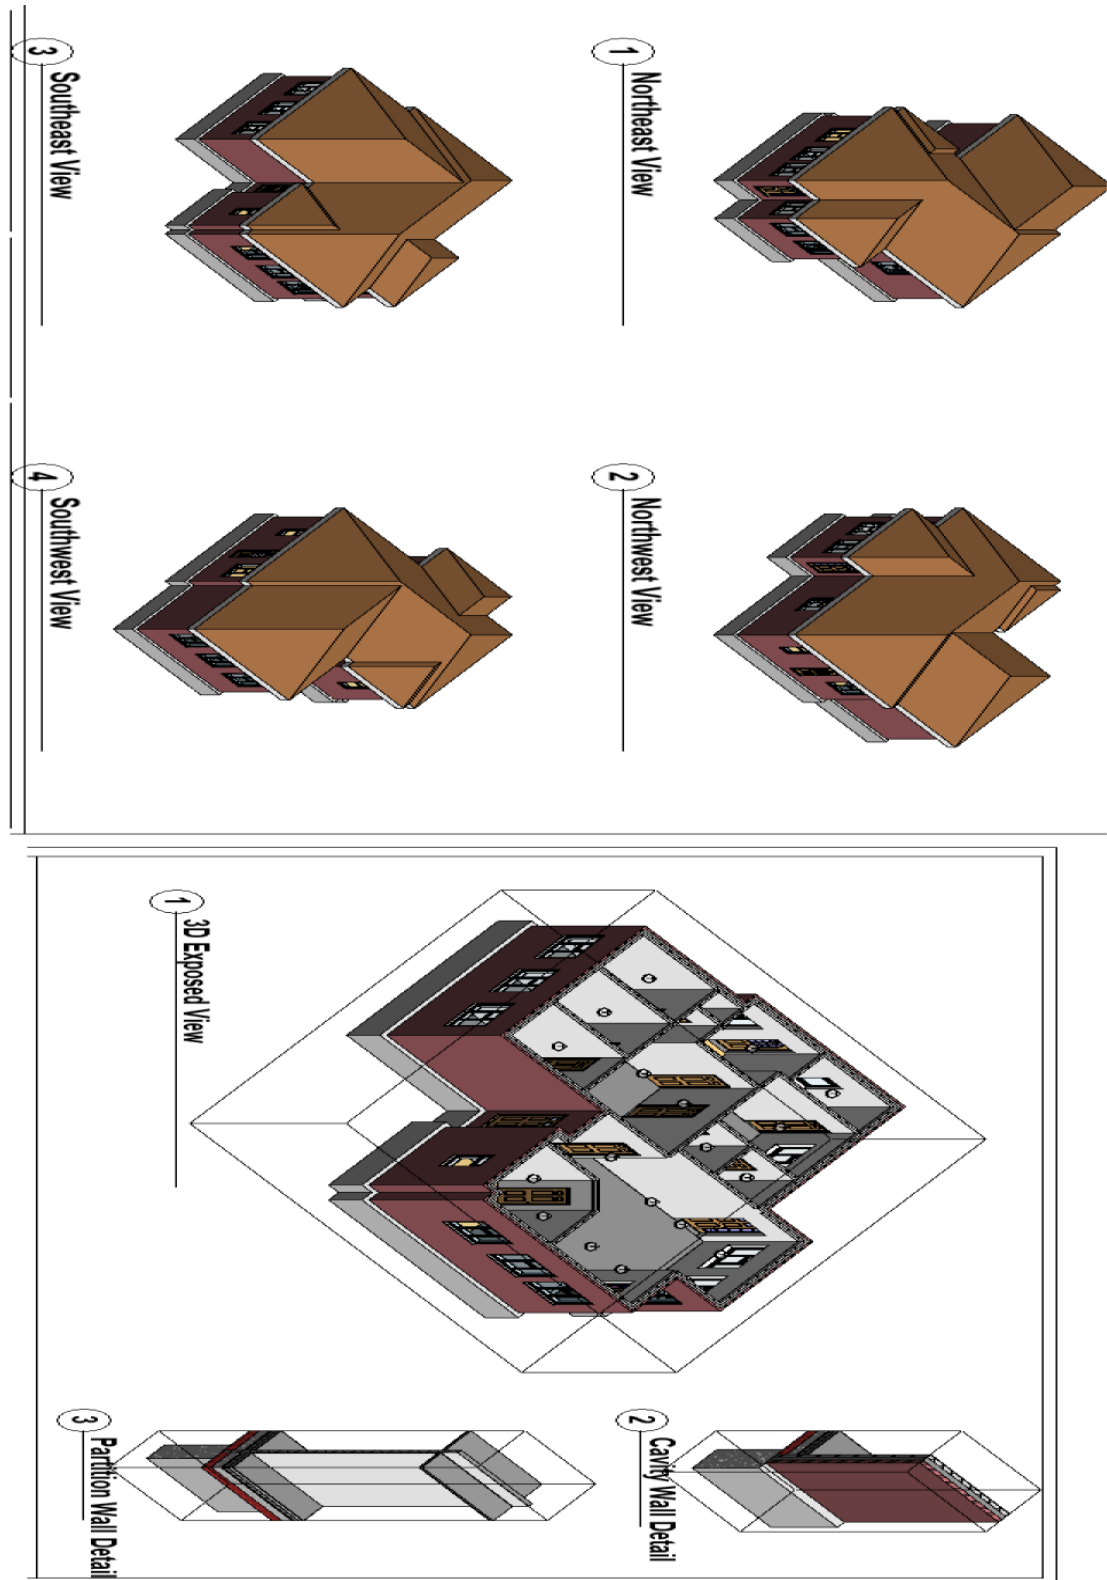 1
Northeast View
2
Northwest View
3
Southeast View
4
Southwest View
1
3D Exposed View
2
Cavity Wall Detail
3
Partition Wall Detail